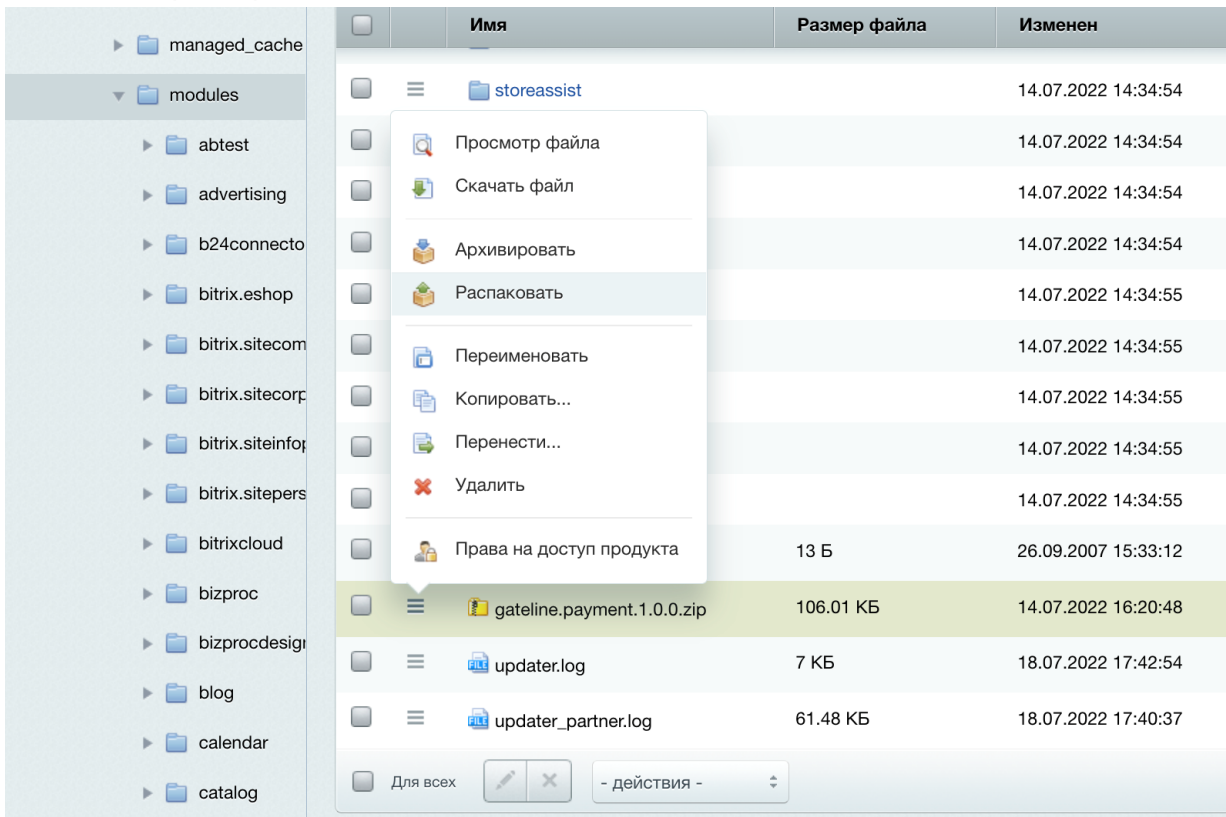 managed_cache
modules
abtest
advertising
b24connecto
bitrix.eshop
bitrix.sitecom
bitrix.sitecorp
bitrix.siteinfop
bitrix.sitepers
bitrixcloud
bizproc
bizprocdesign
blog
calendar
catalog
Имя Размер файла Изменен
storeassist 14.07.2022 14:34:54
14.07.2022 14:34:54
14.07.2022 14:34:54
14.07.2022 14:34:54
14.07.2022 14:34:55
14.07.2022 14:34:55
14.07.2022 14:34:55
14.07.2022 14:34:55
14.07.2022 14:34:55
13 Б 26.09.2007 15:33:12
Просмотр файла
Скачать файл
Архивировать
Распаковать
Переименовать
Копировать...
Перенести...
Удалить
Права на доступ продукта
gateline.payment.1.0.0.zip 106.01 КБ 14.07.2022 16:20:48
FILE updater.log 7 КБ 18.07.2022 17:42:54
FILE updater_partner.log 61.48 КБ 18.07.2022 17:40:37
Для всех - действия -